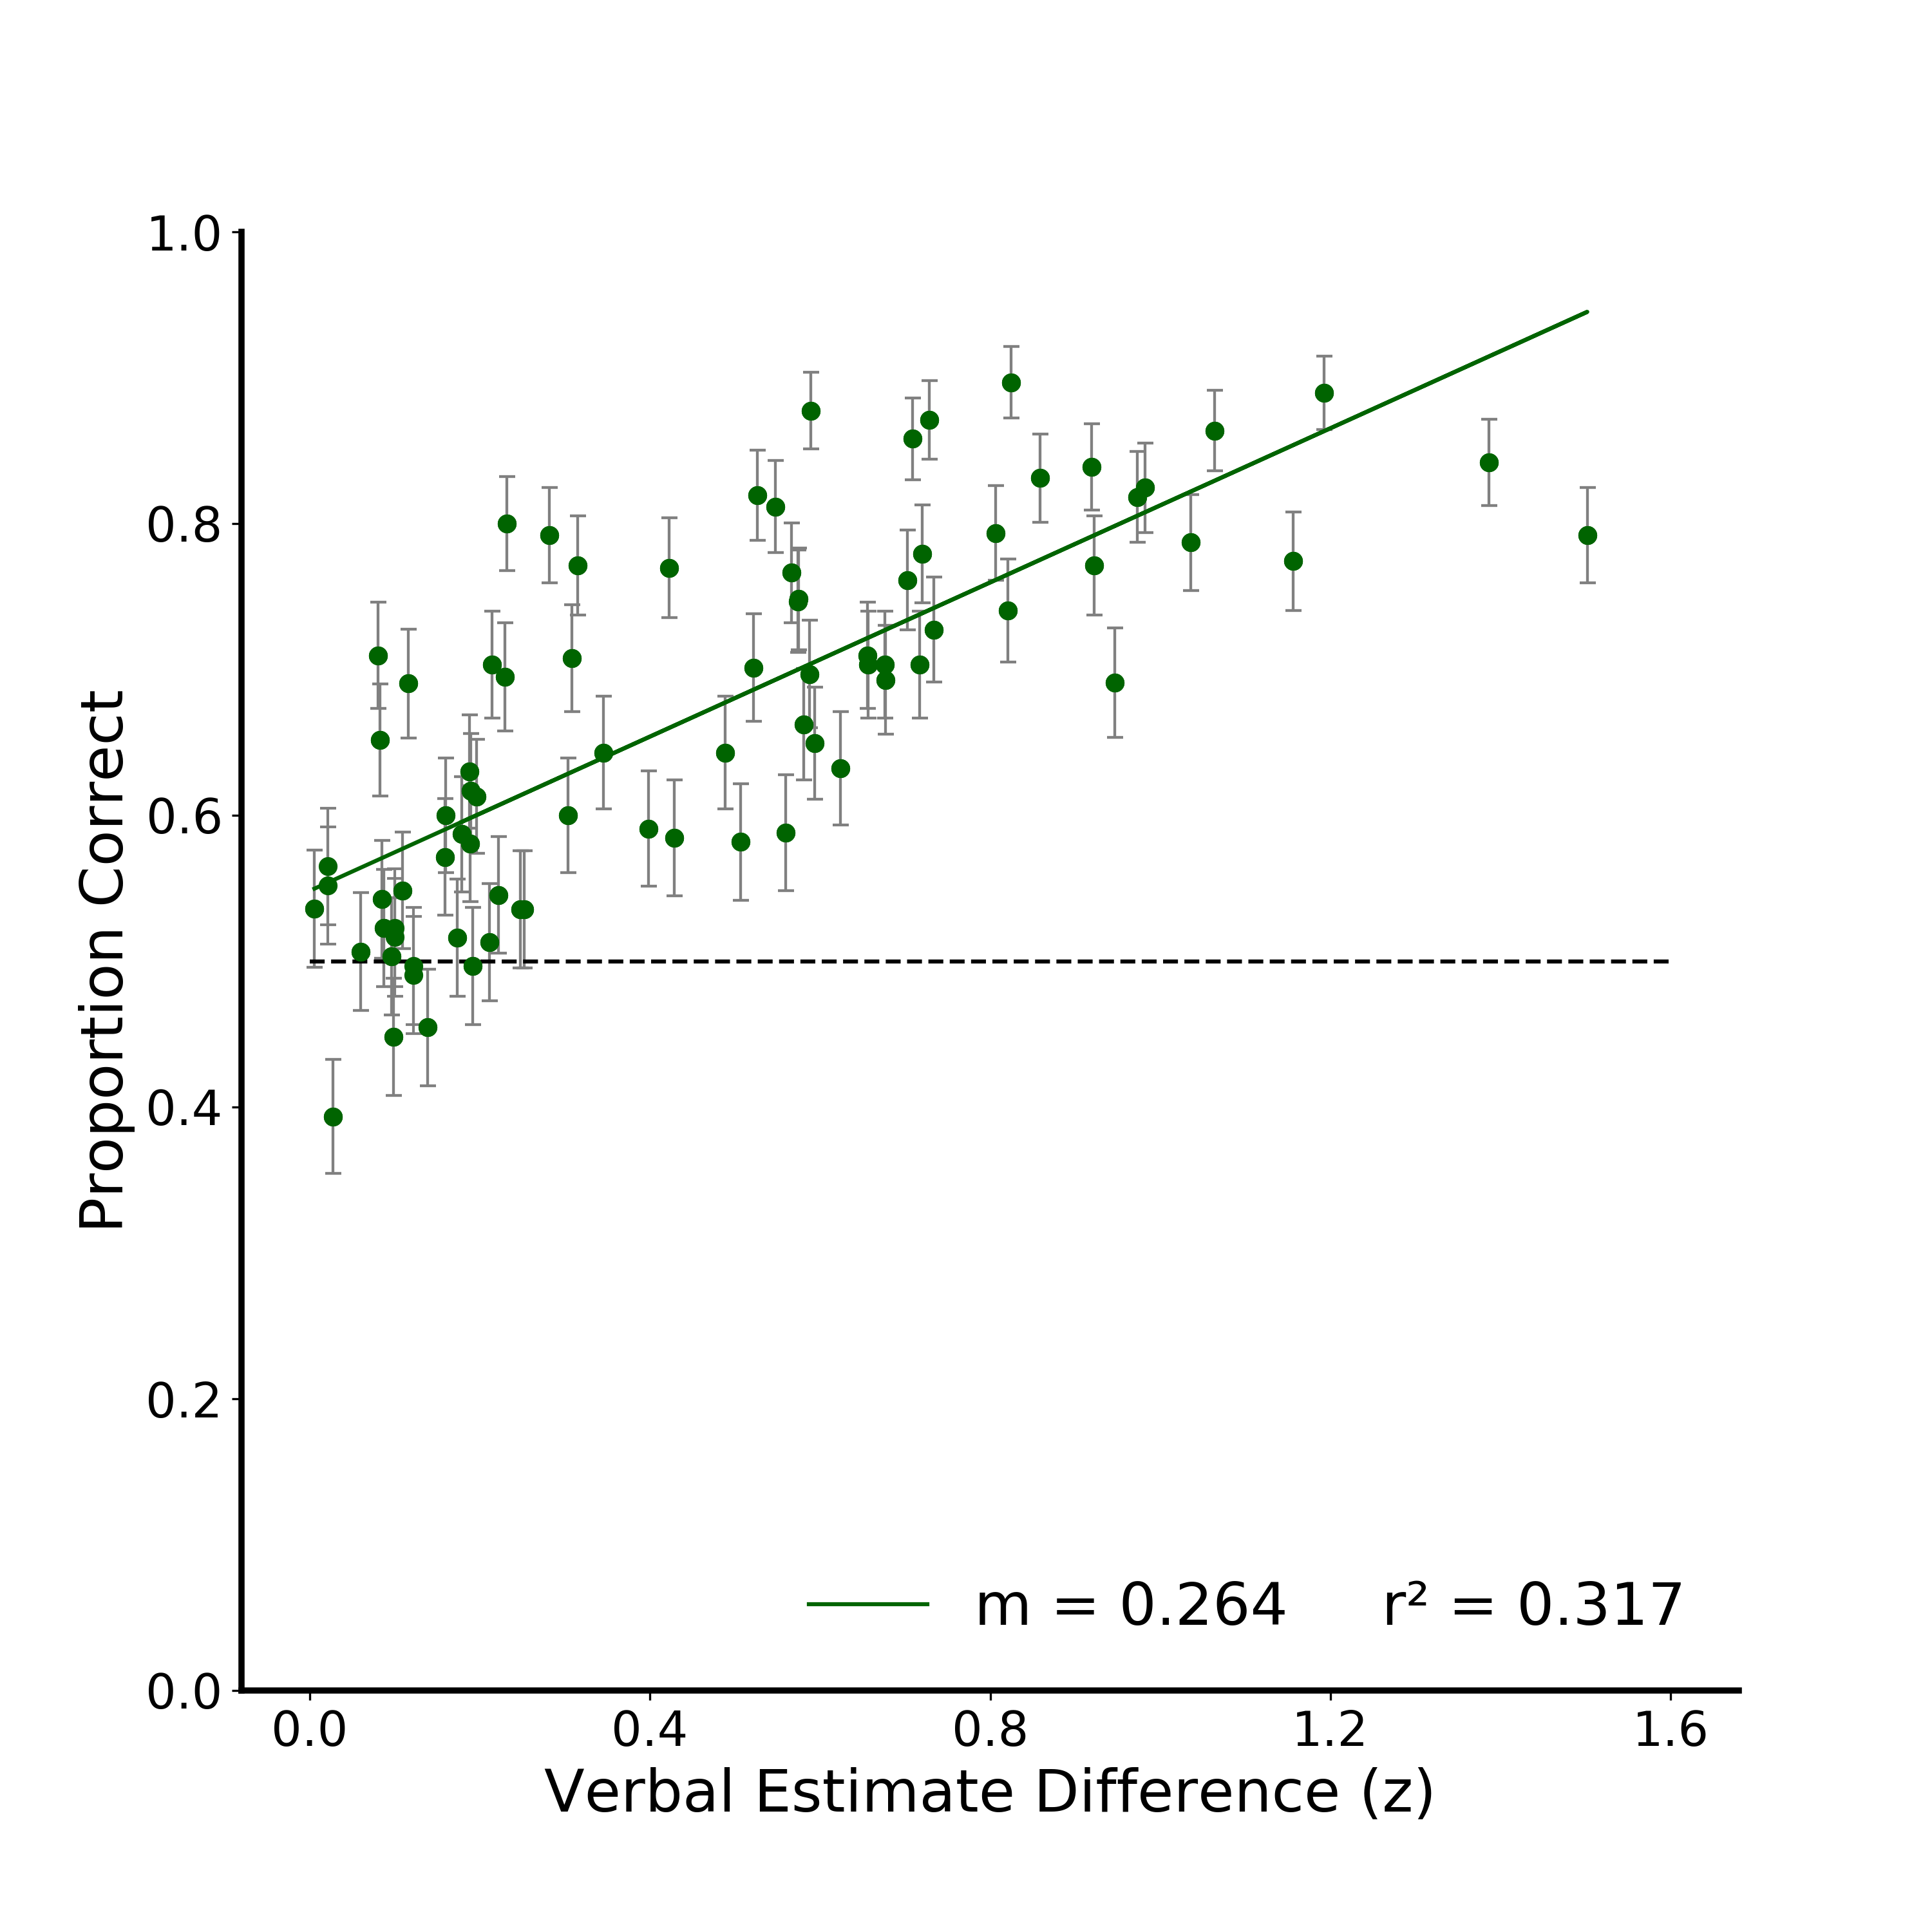 1.0
0.8
0.6
0.4
0.2
0.0
Proportion Correct
m = 0.264 r² = 0.317
0.0 0.4 0.8 1.2 1.6
Verbal Estimate Difference (z)